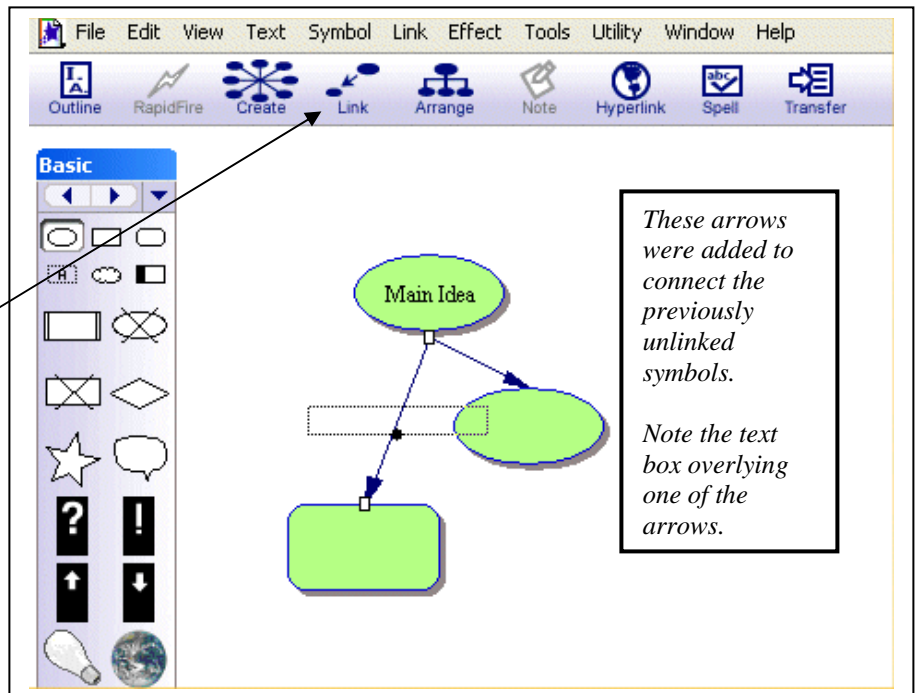 File Edit View Text Symbol Link Effect Tools Utility Window Help
Outline RapidFire Create Link Arrange Note Hyperlink Spell Transfer
Basic
Main Idea
These arrows
were added to
connect the
previously
unlinked
symbols.
Note the text
box overlying
one of the
arrows.